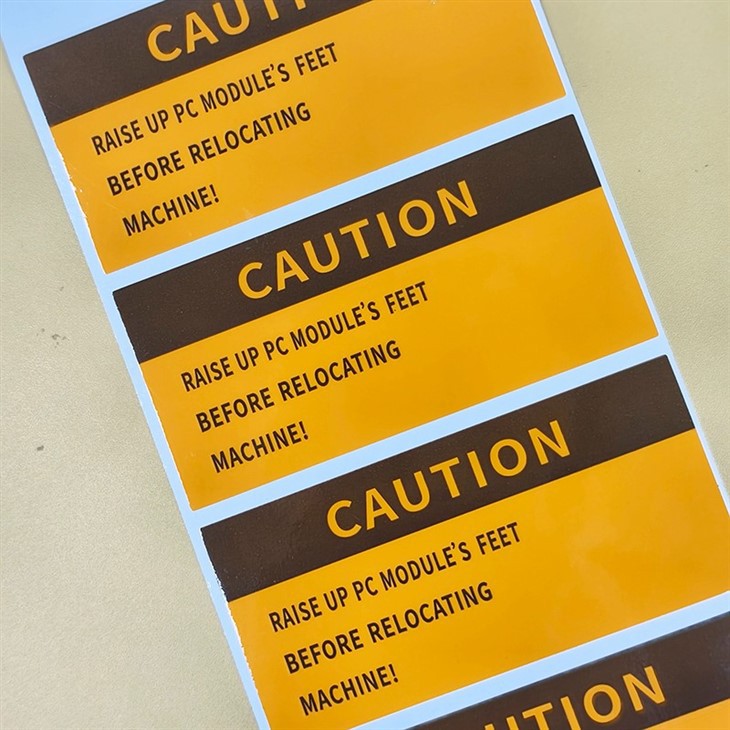 CAUTION
RAISE UP PC MODULE'S FEET
BEFORE RELOCATING
MACHINE!
CAUTION
RAISE UP PC MODULE'S FEET
BEFORE RELOCATING
MACHINE!
CAUTION
RAISE UP PC MODULE'S FEET
BEFORE RELOCATING
MACHINE!
CAUTION